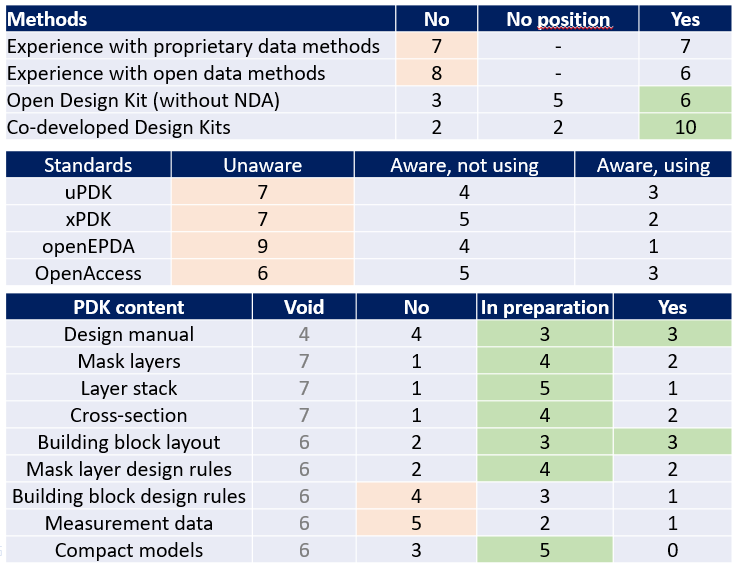 Methods No No position Yes
Experience with proprietary data methods 7 - 7
Experience with open data methods 8 - 6
Open Design Kit (without NDA) 3 5 6
Co-developed Design Kits 2 2 10
Standards Unaware Aware, not using Aware, using
uPDK 7 4 3
xPDK 7 5 2
openEPDA 9 4 1
OpenAccess 6 5 3
PDK content Void No In preparation Yes
Design manual 4 4 3 3
Mask layers 7 1 4 2
Layer stack 7 1 5 1
Cross-section 7 1 4 2
Building block layout 6 2 3 3
Mask layer design rules 6 2 4 2
Building block design rules 6 4 3 1
Measurement data 6 5 2 1
Compact models 6 3 5 0